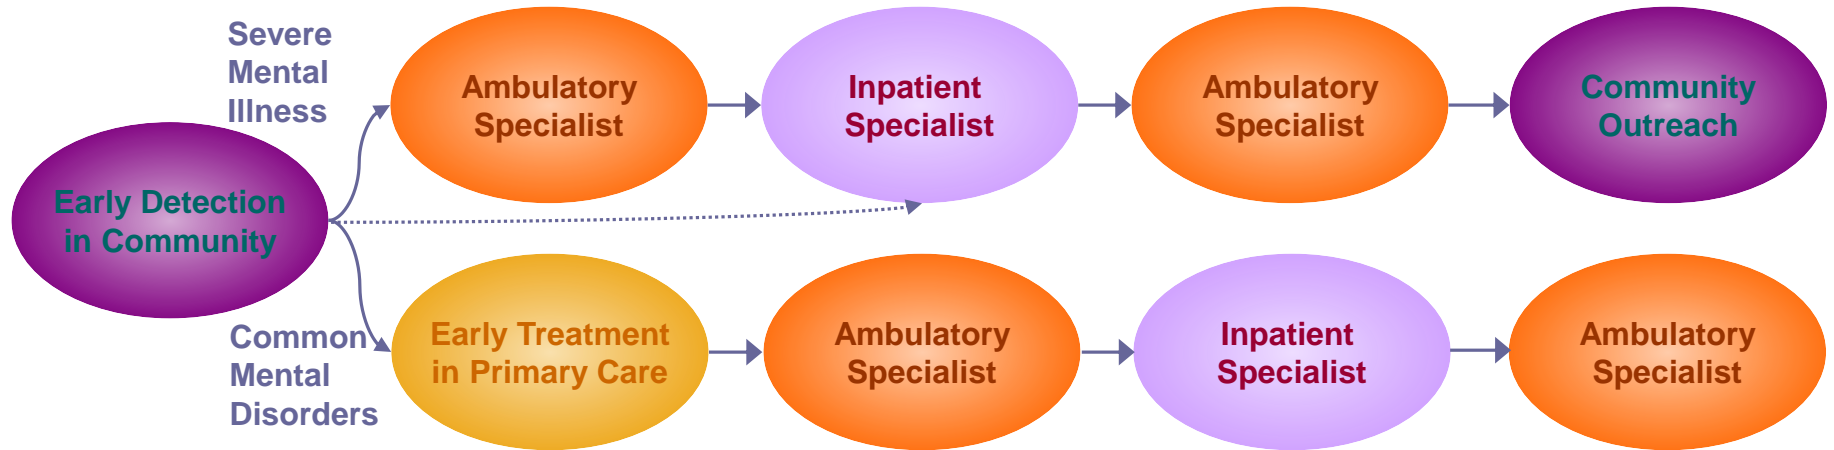 Severe
Mental
Illness
Ambulatory
Specialist
Inpatient
Specialist
Ambulatory
Specialist
Community
Outreach
Early Detection
in Community
Common
Mental
Disorders
Early Treatment
in Primary Care
Ambulatory
Specialist
Inpatient
Specialist
Ambulatory
Specialist